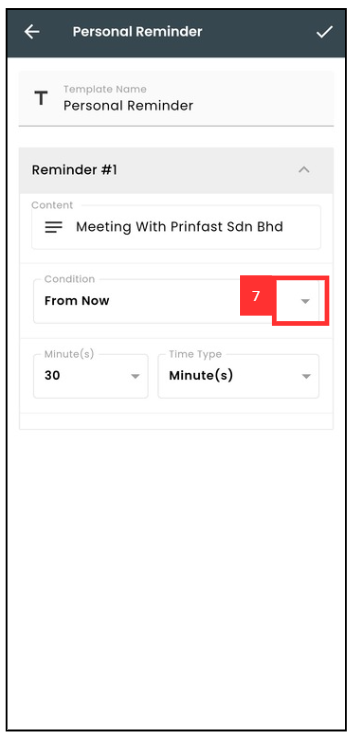 Personal Reminder
Template Name
T Personal Reminder
Reminder #1
Content
Meeting With Prinfast Sdn Bhd
Condition
From Now
7
Minute(s) Time Type
30 Minute(s)